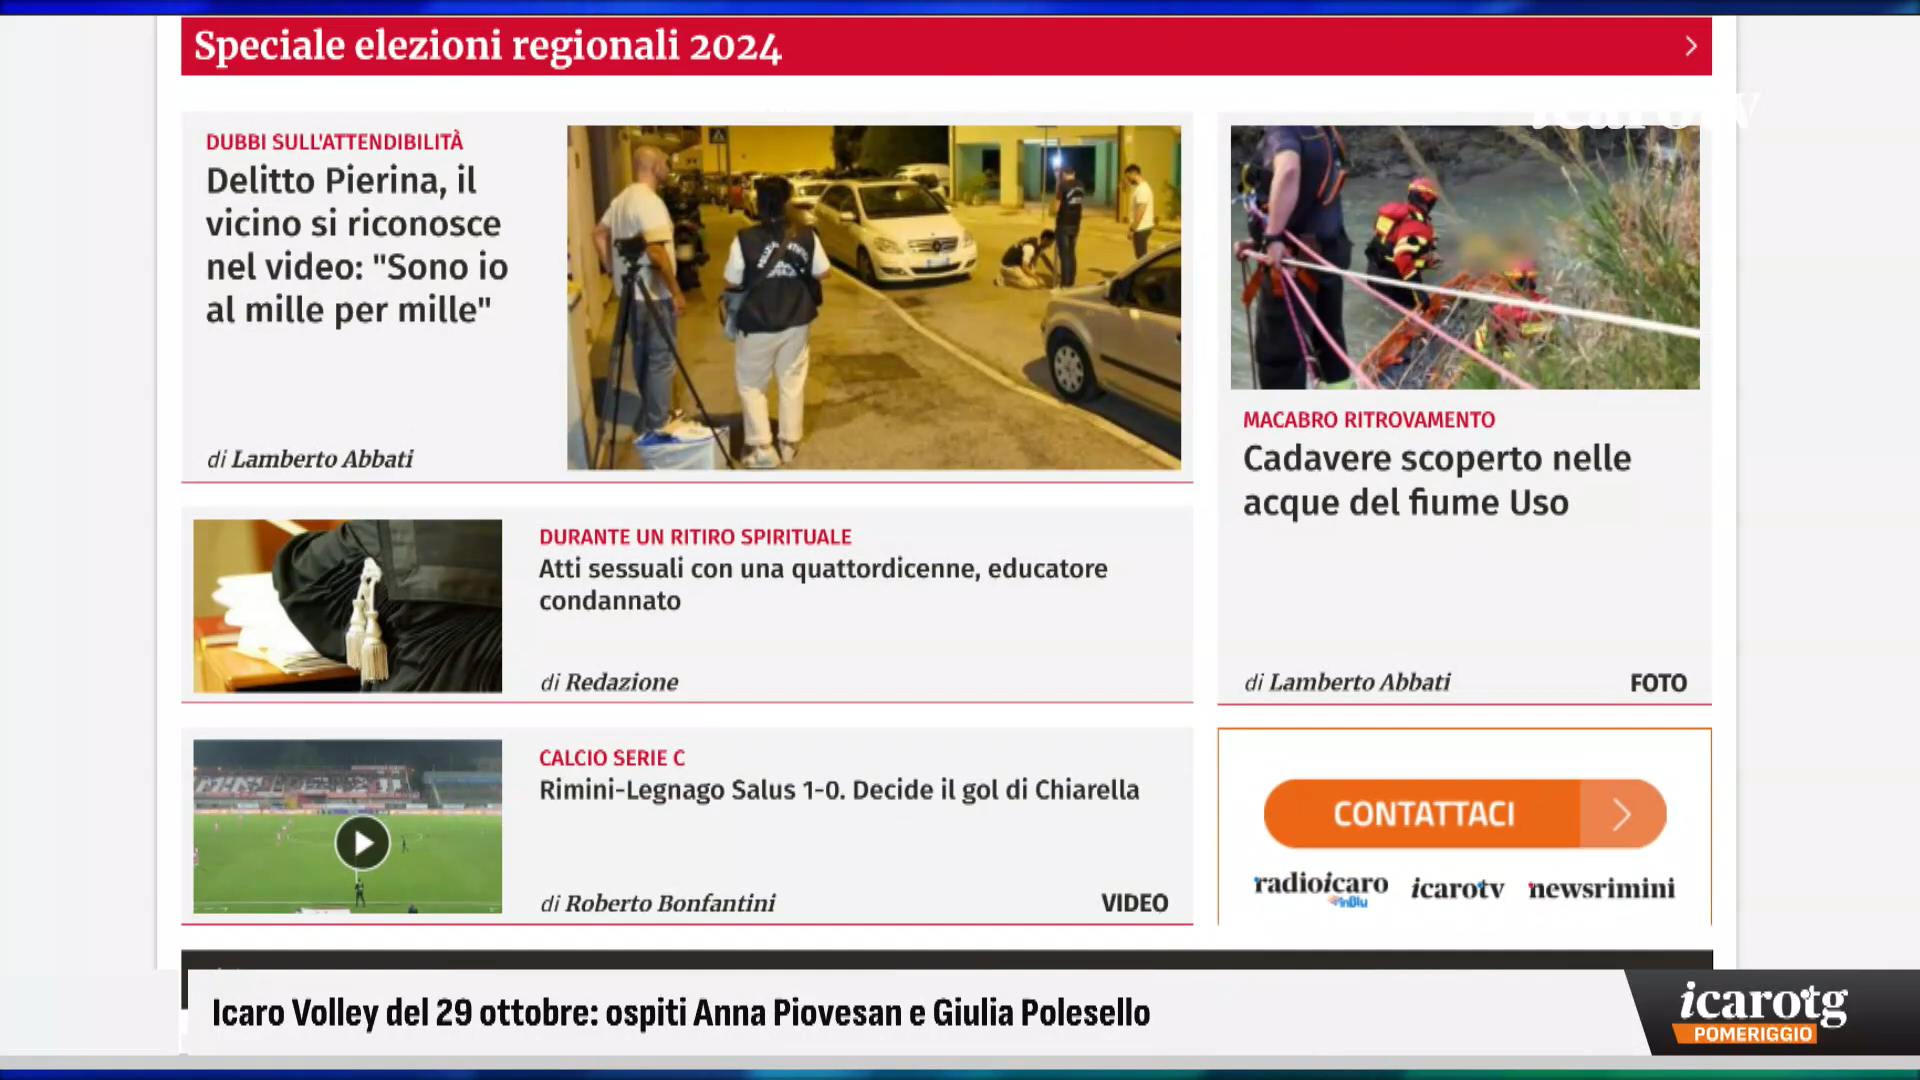 Speciale elezioni regionali 2024
icarotv
DUBBI SULL'ATTENDIBILITÀ
Delitto Pierina, il
vicino si riconosce
nel video: "Sono io
al mille per mille"
di Lamberto Abbati
MACABRO RITROVAMENTO
Cadavere scoperto nelle
acque del fiume Uso
di Lamberto Abbati
FOTO
DURANTE UN RITIRO SPIRITUALE
Atti sessuali con una quattordicenne, educatore
condannato
di Redazione
CALCIO SERIE C
Rimini-Legnago Salus 1-0. Decide il gol di Chiarella
di Roberto Bonfantini
VIDEO
CONTATTACI
radioicaro
inBlu
icarotv
newsrimini
Icaro Volley del 29 ottobre: ospiti Anna Piovesan e Giulia Polesello
icarotg
POMERIGGIO